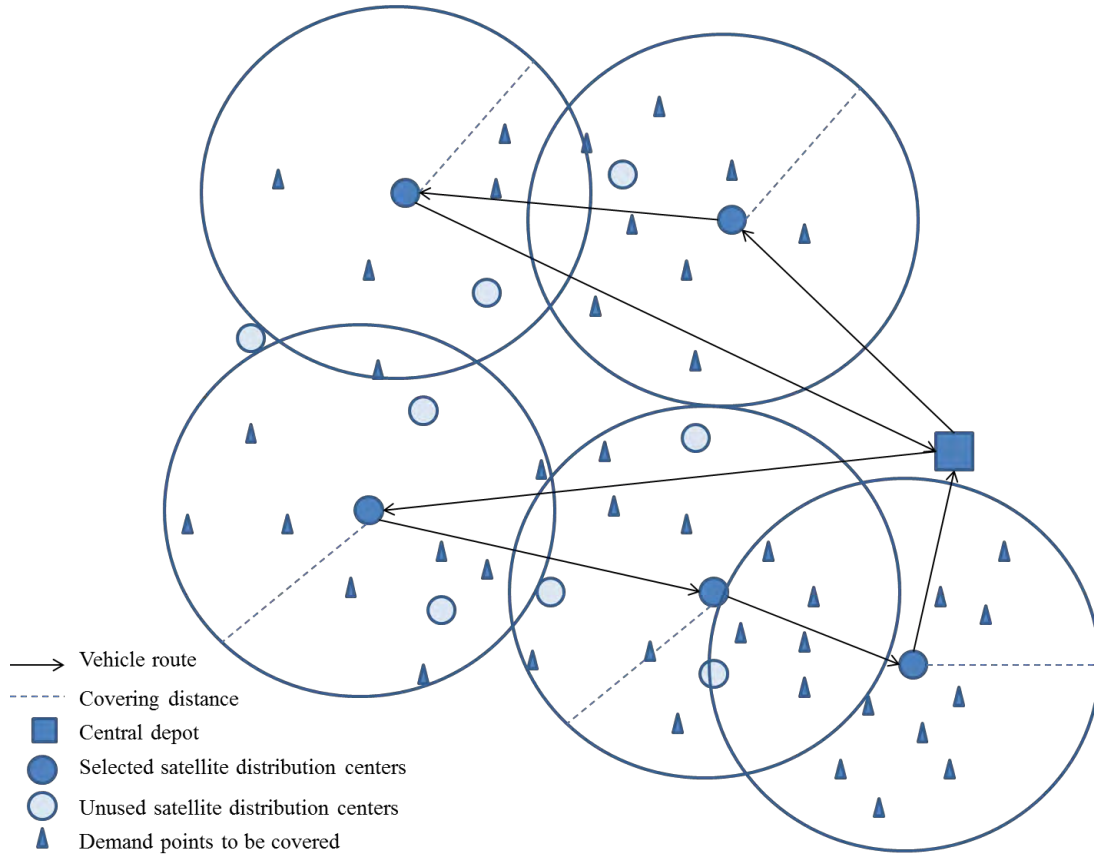 Vehicle route
Covering distance
Central depot
Selected satellite distribution centers
Unused satellite distribution centers
Demand points to be covered